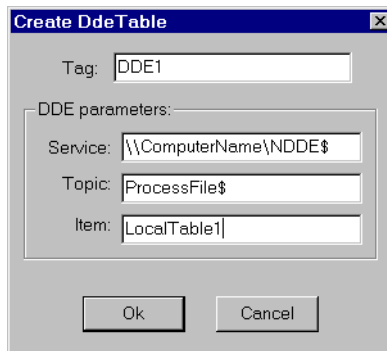 Create DdeTable
Tag: DDE1
DDE parameters:
Service: \\ComputerName\NDDE$
Topic: ProcessFile$
Item: LocalTable1
Ok Cancel